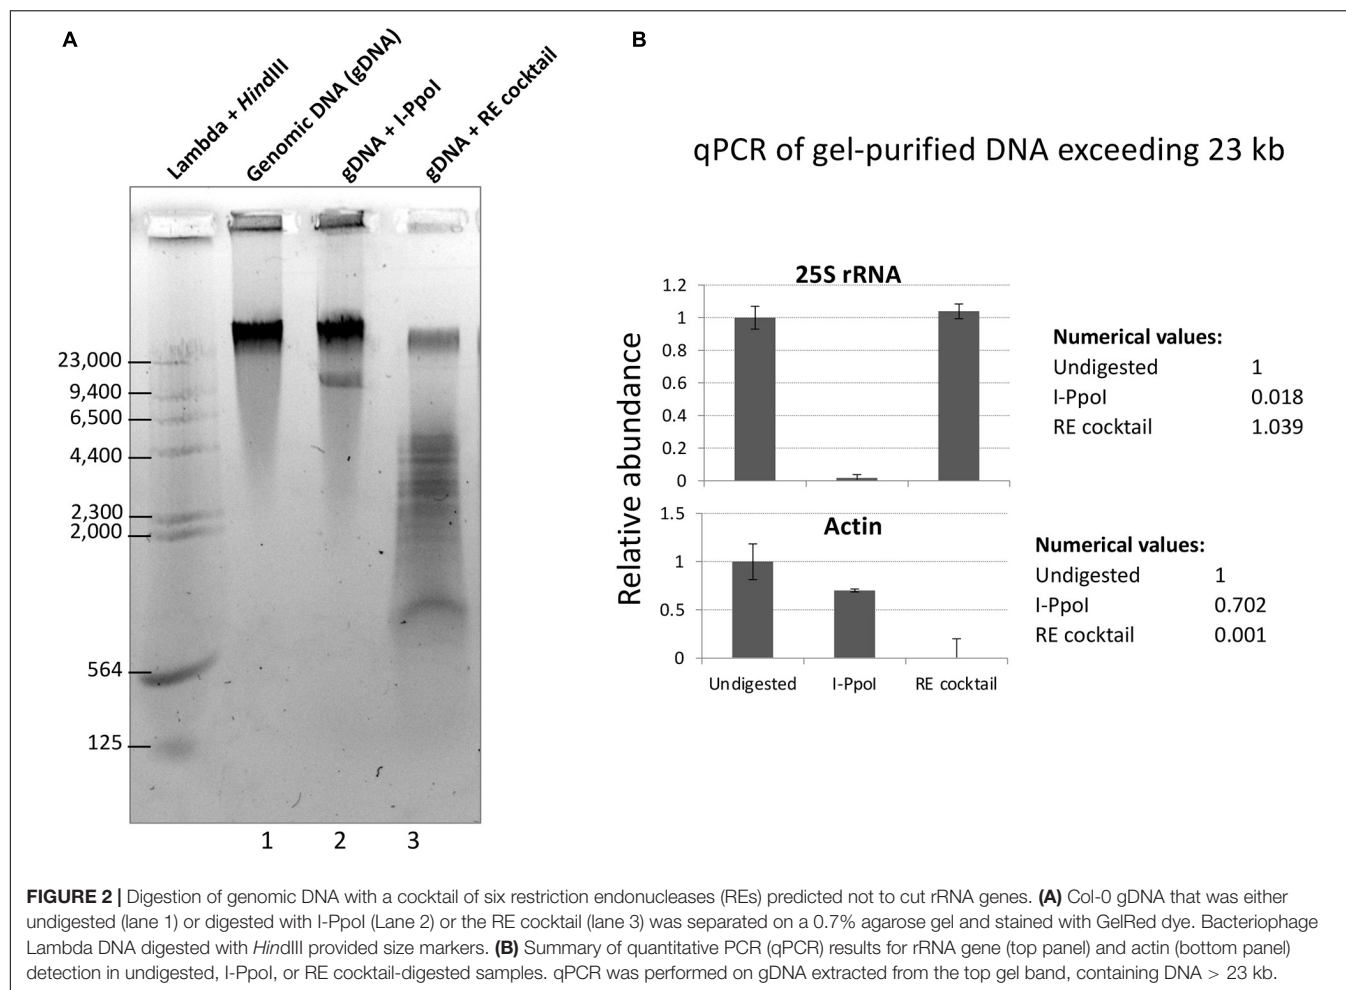 A
B
Lambda + HindIII
Genomic DNA (gDNA)
gDNA + I-PpoI
gDNA + RE cocktail
23,000
9,400
6,500
4,400
2,300
2,000
564
125
1
2
3
qPCR of gel-purified DNA exceeding 23 kb
Relative abundance
25S rRNA
1.2
1
0.8
0.6
0.4
0.2
0
Numerical values:
Undigested 1
I-PpoI 0.018
RE cocktail 1.039
Actin
1.5
1
0.5
0
Undigested
I-PpoI
RE cocktail
Numerical values:
Undigested 1
I-PpoI 0.702
RE cocktail 0.001
FIGURE 2 | Digestion of genomic DNA with a cocktail of six restriction endonucleases (REs) predicted not to cut rRNA genes. (A) Col-0 gDNA that was either
undigested (lane 1) or digested with I-PpoI (Lane 2) or the RE cocktail (lane 3) was separated on a 0.7% agarose gel and stained with GelRed dye. Bacteriophage
Lambda DNA digested with HindIII provided size markers. (B) Summary of quantitative PCR (qPCR) results for rRNA gene (top panel) and actin (bottom panel)
detection in undigested, I-PpoI, or RE cocktail-digested samples. qPCR was performed on gDNA extracted from the top gel band, containing DNA > 23 kb.